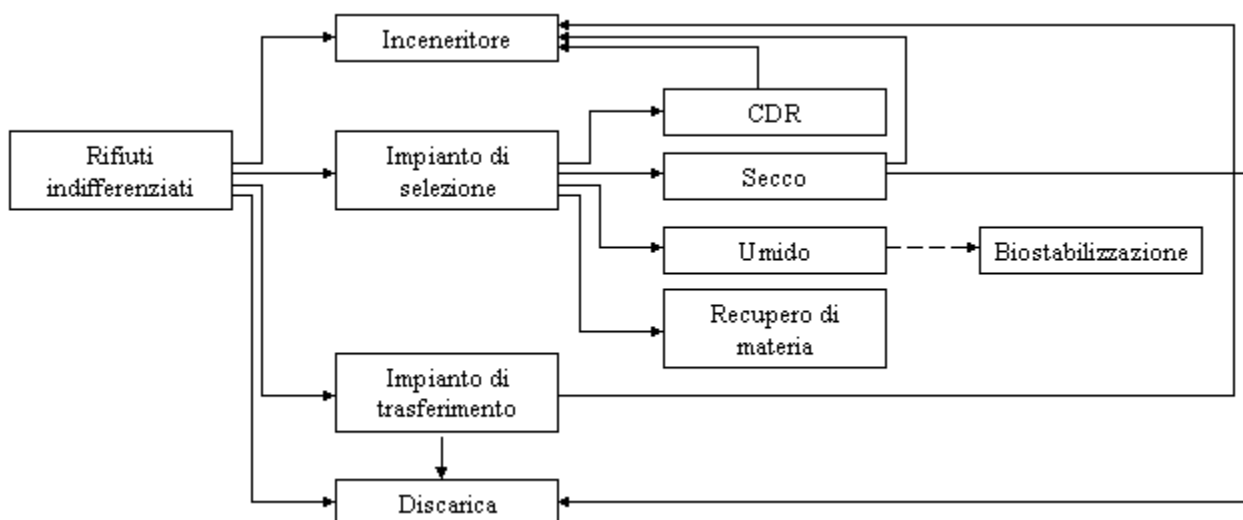 Inceneritore
CDR
Rifiuti
indifferenziati
Impianto di
selezione
Secco
Umido
Biostabilizzazione
Recupero di
materia
Impianto di
trasferimento
Discarica